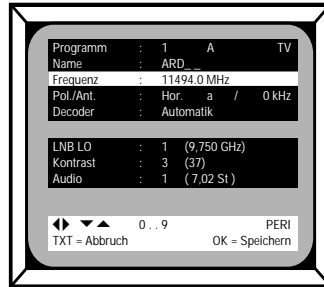 Programm : 1 A TV
Name : ARD_ _
Frequenz : 11494.0 MHz
Pol./Ant. : Hor. a / 0 kHz
Decoder : Automatik
LNB LO : 1 (9,750 GHz)
Kontrast : 3 (37)
Audio : 1 ( 7,02 St )
◀▶ ▼▲ 0 . . 9 PERI
TXT = Abbruch OK = Speichern